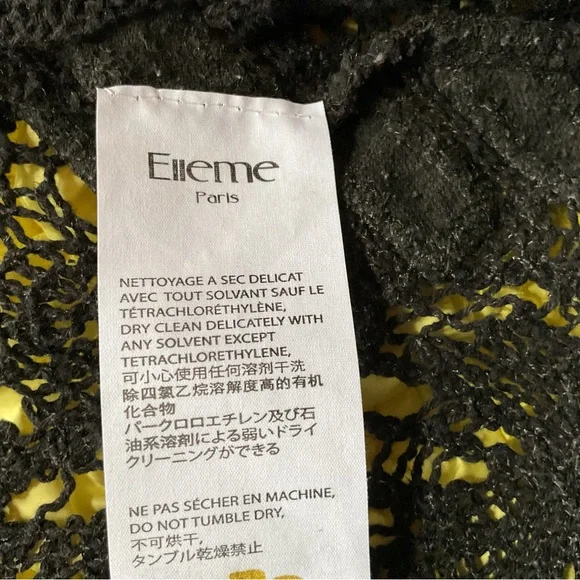 Elleme
Paris
NETTOYAGE A SEC DELICAT
AVEC TOUT SOLVANT SAUF LE
TÉTRACHLORÉTHYLÈNE,
DRY CLEAN DELICATELY WITH
ANY SOLVENT EXCEPT
TETRACHLORETHYLENE,
可小心使用任何溶剂干洗
除四氯乙烷溶解度高的有机
化合物
パークロロエチレン及び石
油系溶剤による弱いドライ
クリーニングができる
NE PAS SÉCHER EN MACHINE,
DO NOT TUMBLE DRY,
不可烘干,
タンブル乾燥禁止